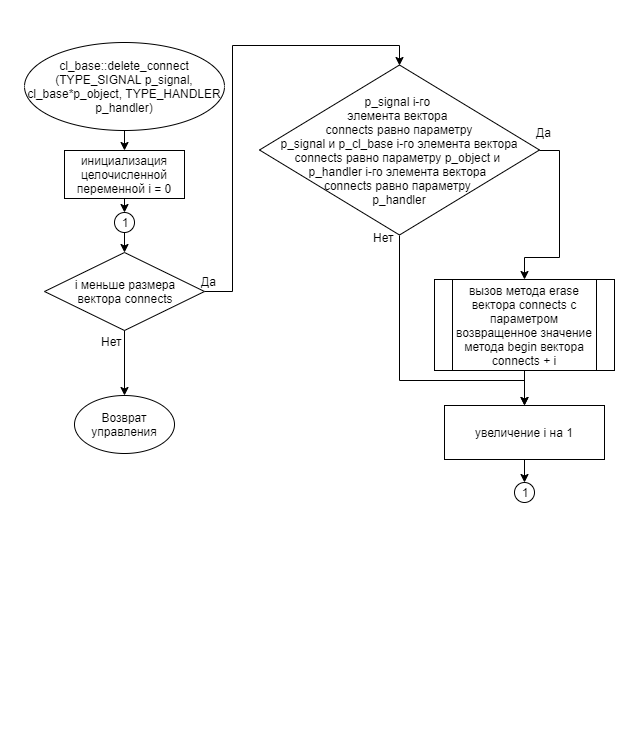 cl_base::delete_connect
(TYPE_SIGNAL p_signal,
cl_base*p_object, TYPE_HANDLER
p_handler)
инициализация
целочисленной
переменной i = 0
1
i меньше размера
вектора connects
Да
Нет
Возврат
управления
p_signal i-го
элемента вектора
connects равно параметру
p_signal и p_cl_base i-го элемента вектора
connects равно параметру p_object и
p_handler i-го элемента вектора
connects равно параметру
p_handler
Да
Нет
вызов метода erase
вектора connects с
параметром
возвращенное значение
метода begin вектора
connects + i
увеличение i на 1
1